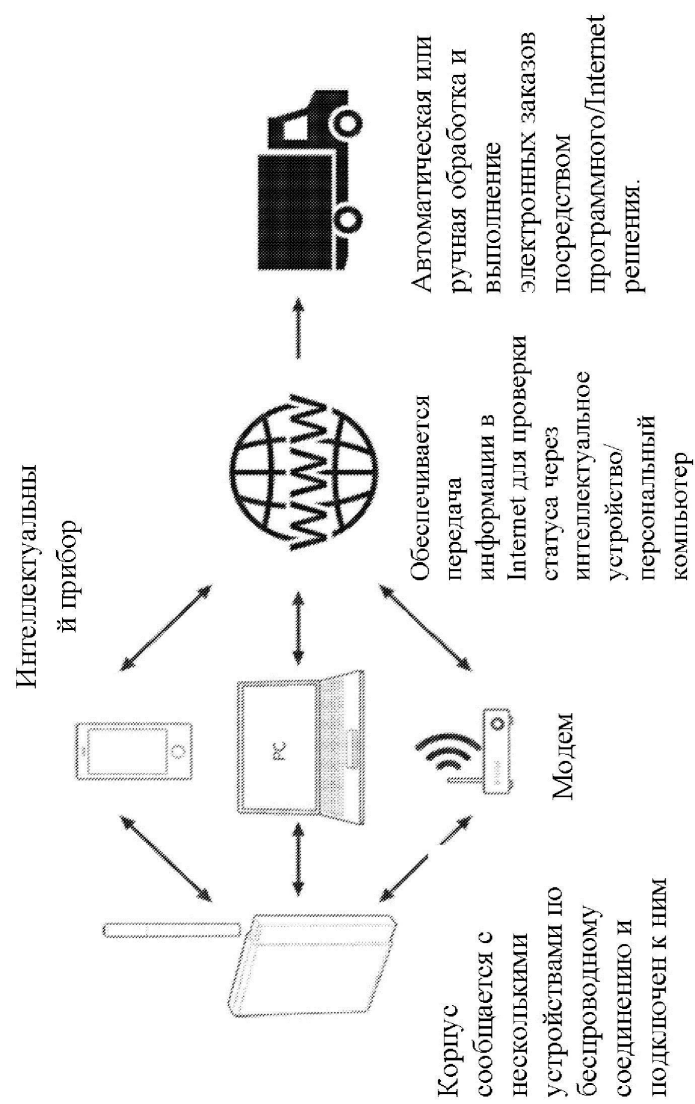 Интеллектуальны
й прибор
PC
Модем
Корпус
сообщается с
несколькими
устройствами по
беспроводному
соединению и
подключен к ним
Обеспечивается
передача
информации в
Internet для проверки
статуса через
интеллектуальное
устройство/
персональный
компьютер
Автоматическая или
ручная обработка и
выполнение
электронных заказов
посредством
программного/Internet
решения.